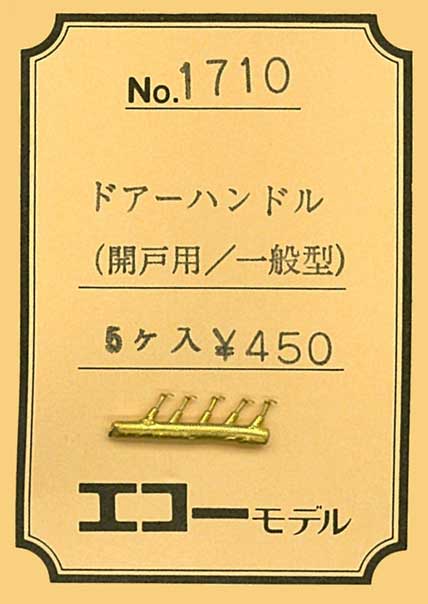 No.1710
ドアーハンドル
(開戸用/一般型)
5ケ入 ¥450
エコーモデル